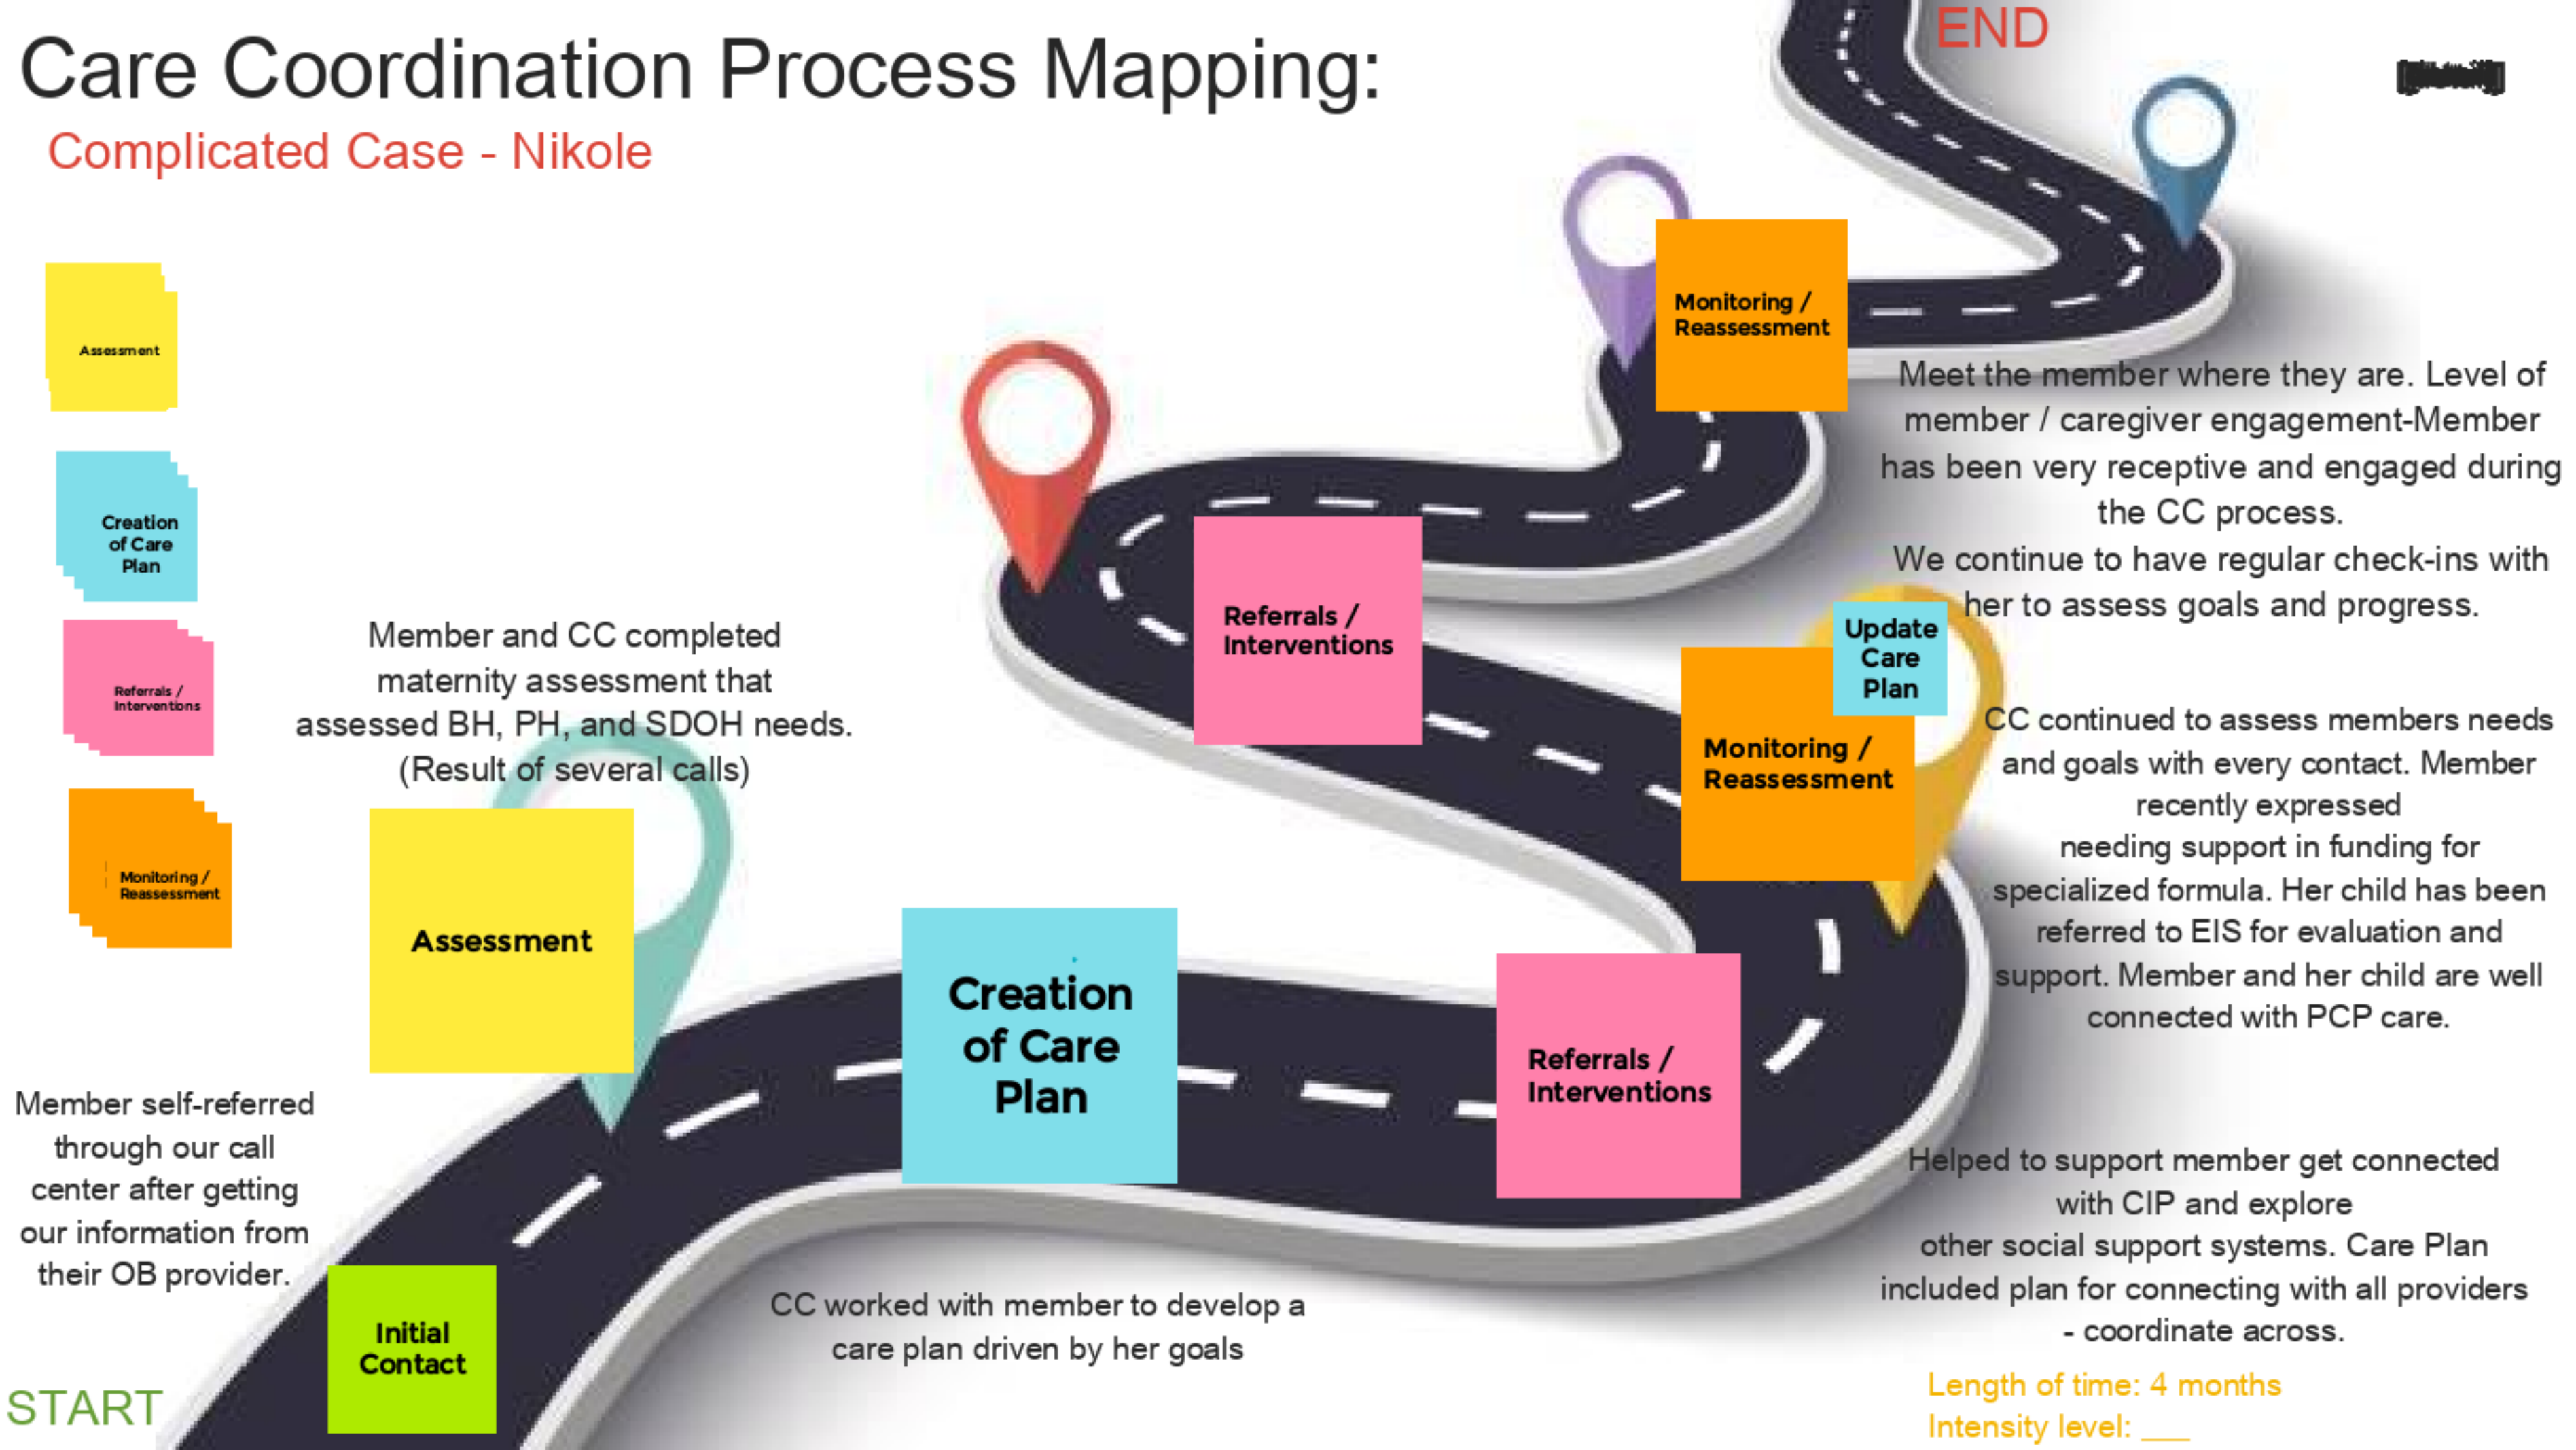 Care Coordination Process Mapping:
Complicated Case - Nikole
END
Assessment
Creation
of Care
Plan
Referrals /
Interventions
Monitoring /
Reassessment
Member self-referred
through our call
center after getting
our information from
their OB provider.
START
Initial
Contact
Member and CC completed
maternity assessment that
assessed BH, PH, and SDOH needs.
(Result of several calls)
Assessment
Creation
of Care
Plan
CC worked with member to develop a
care plan driven by her goals
Referrals /
Interventions
Helped to support member get connected
with CIP and explore
other social support systems. Care Plan
included plan for connecting with all providers
- coordinate across.
Length of time: 4 months
Intensity level: ___
Monitoring /
Reassessment
Update
Care
Plan
CC continued to assess members needs
and goals with every contact. Member
recently expressed
needing support in funding for
specialized formula. Her child has been
referred to EIS for evaluation and
support. Member and her child are well
connected with PCP care.
Referrals /
Interventions
Monitoring /
Reassessment
Meet the member where they are. Level of
member / caregiver engagement-Member
has been very receptive and engaged during
the CC process.
We continue to have regular check-ins with
her to assess goals and progress.